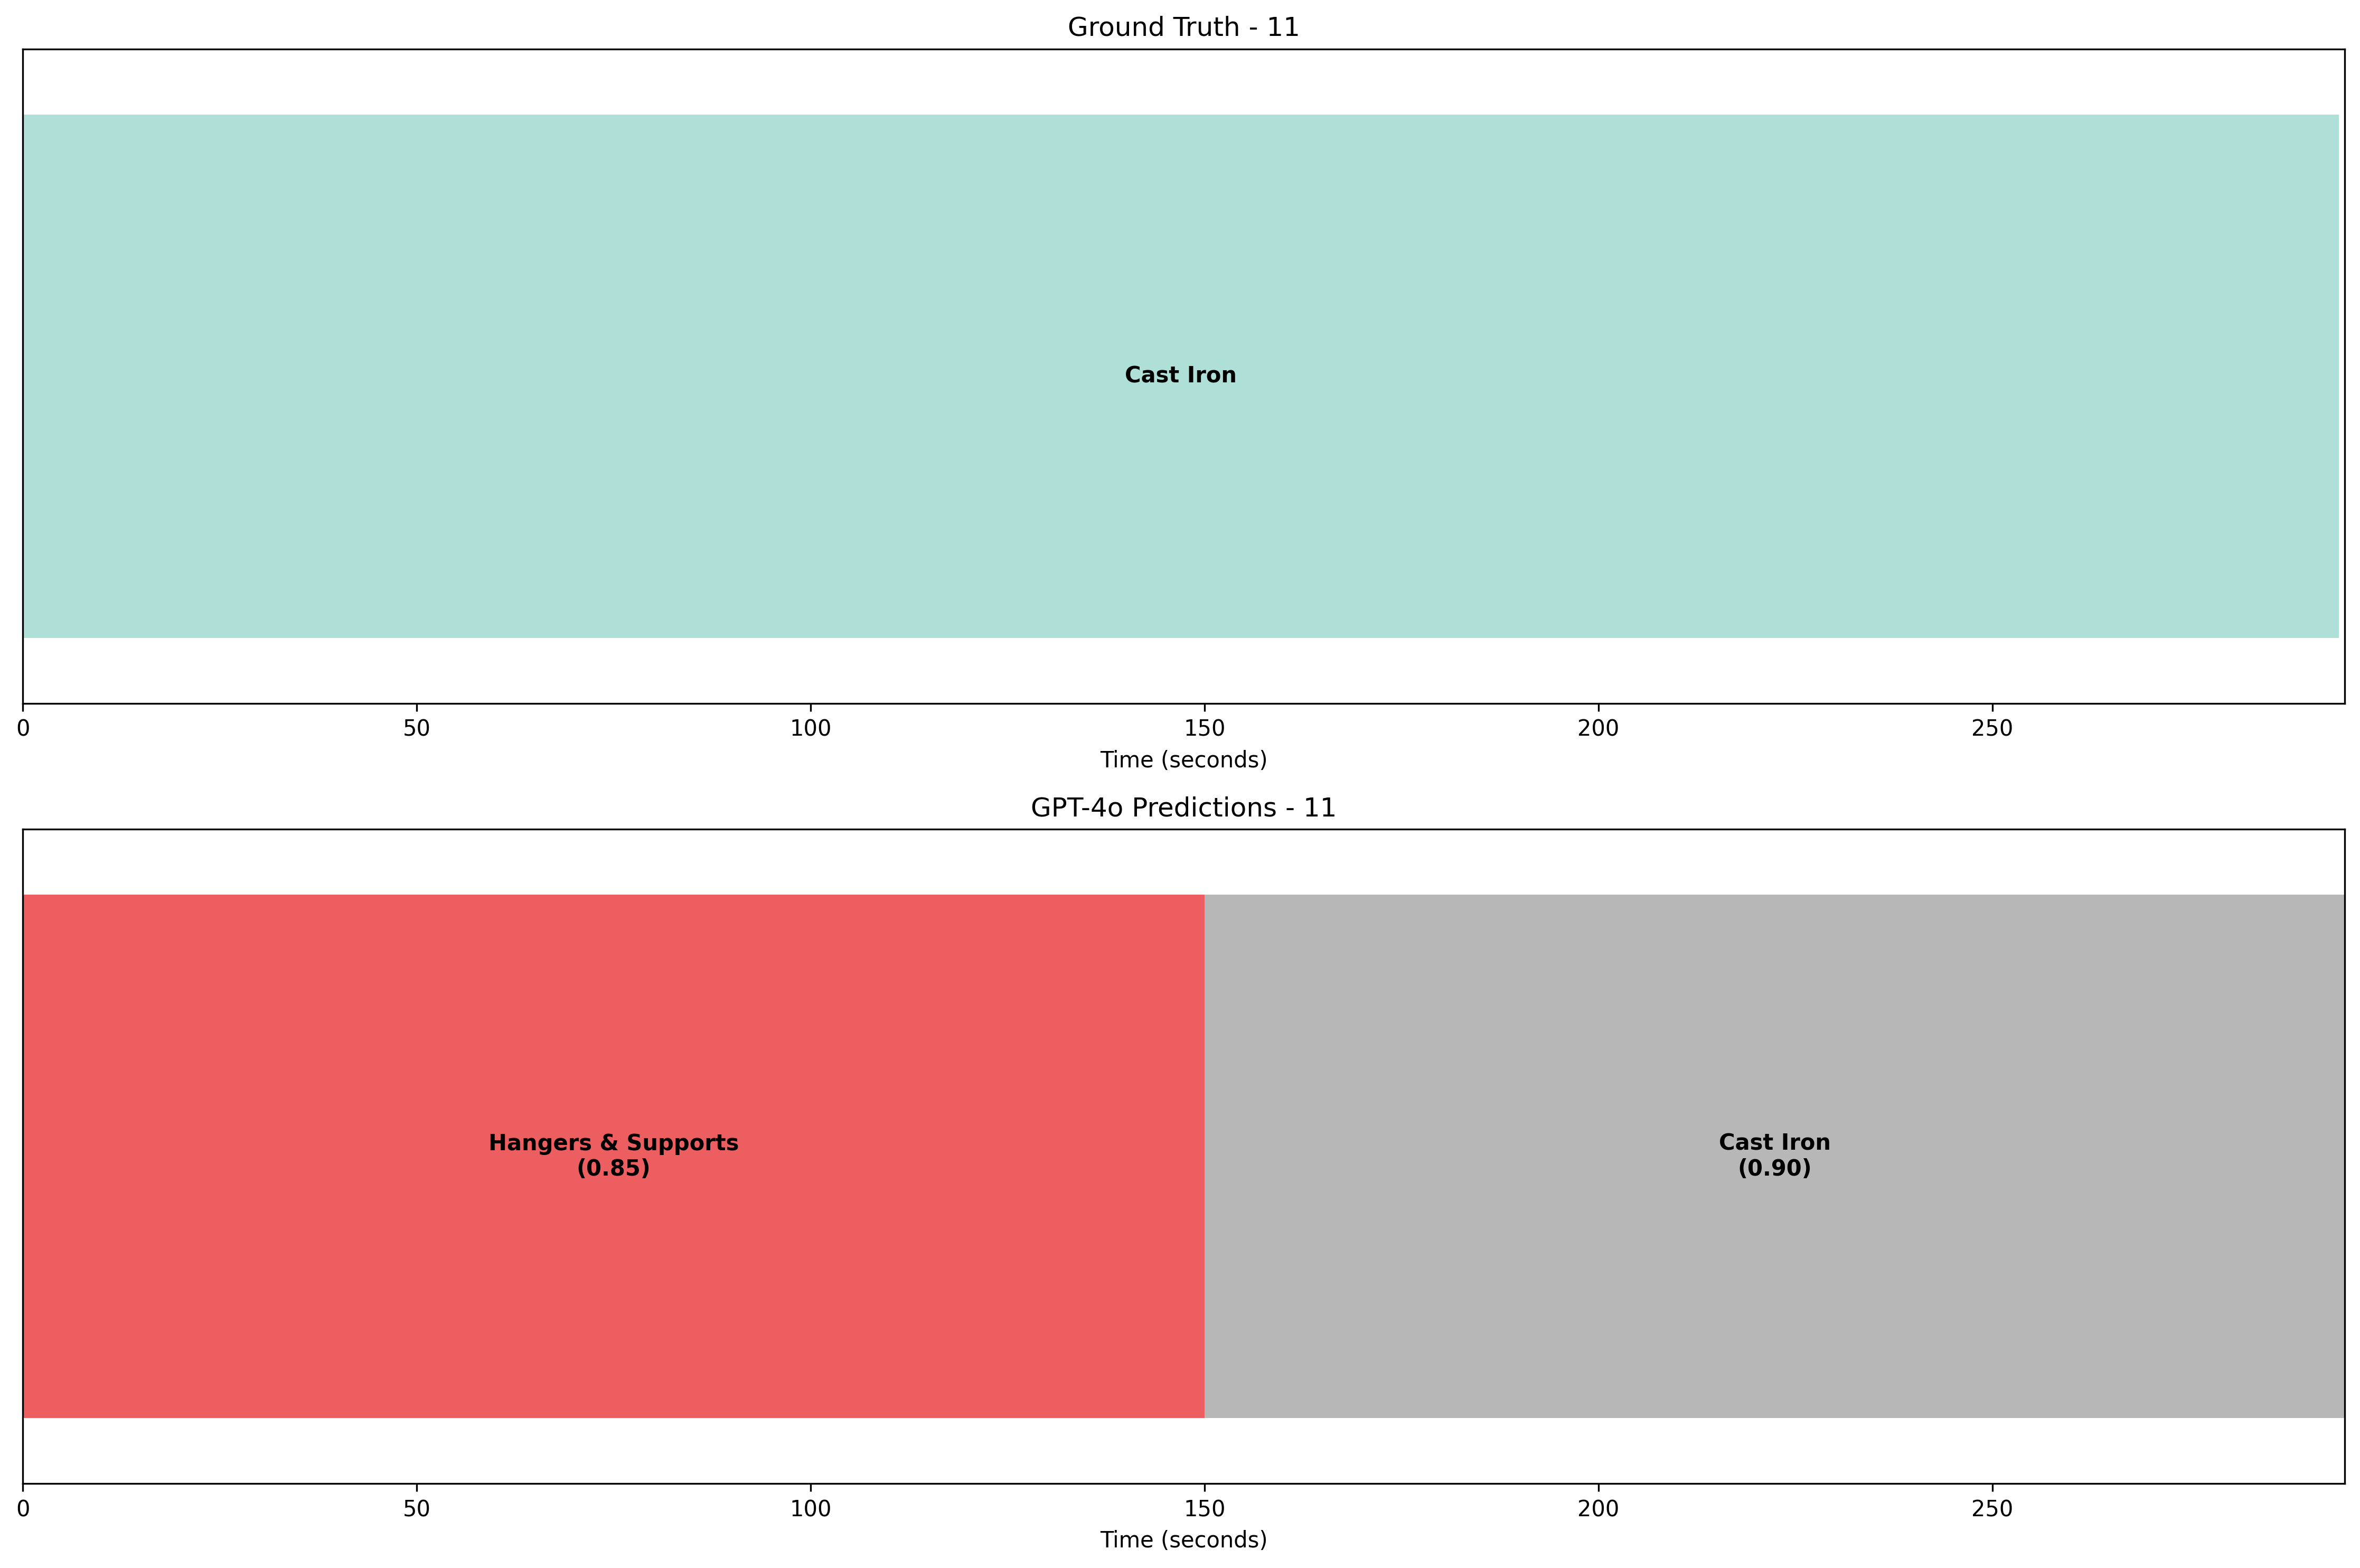 Ground Truth - 11
Cast Iron
0 50 100 150 200 250
Time (seconds)
GPT-4o Predictions - 11
Hangers & Supports
(0.85)
Cast Iron
(0.90)
0 50 100 150 200 250
Time (seconds)